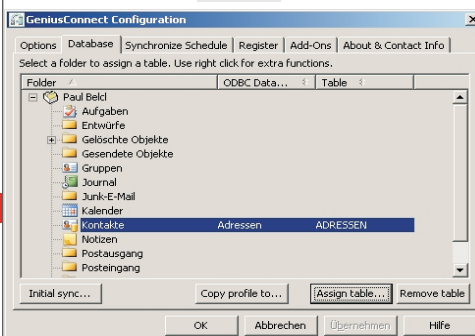 GeniusConnect Configuration
Options Database Synchronize Schedule Register Add-Ons About & Contact Info
Select a folder to assign a table. Use right click for extra functions.
Folder ODBC Data... Table
Paul Belcl
Aufgaben
Entwürfe
Gelöschte Objekte
Gesendete Objekte
Gruppen
Journal
Junk-E-Mail
Kalender
Kontakte Adressen ADRESSEN
Notizen
Postausgang
Posteingang
Initial sync... Copy profile to... Assign table... Remove table
OK Abbrechen Übernehmen Hilfe